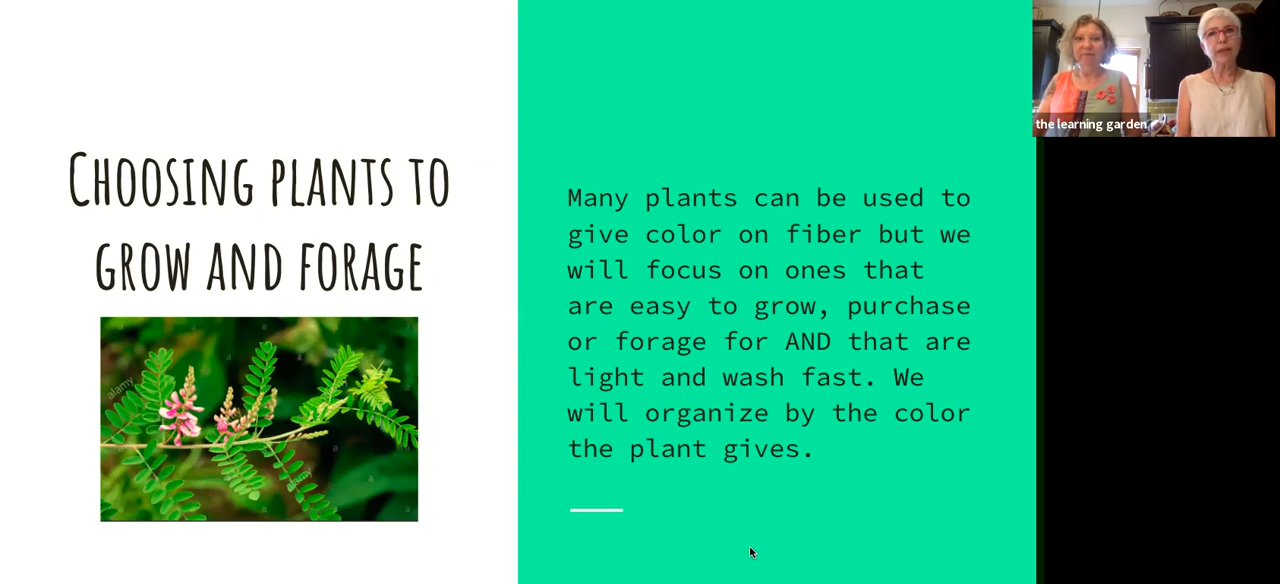 Choosing plants to
grow and forage
alamy
alamy
a
a
a
a
a
a
a
Many plants can be used to
give color on fiber but we
will focus on ones that
are easy to grow, purchase
or forage for AND that are
light and wash fast. We
will organize by the color
the plant gives.
the learning garden